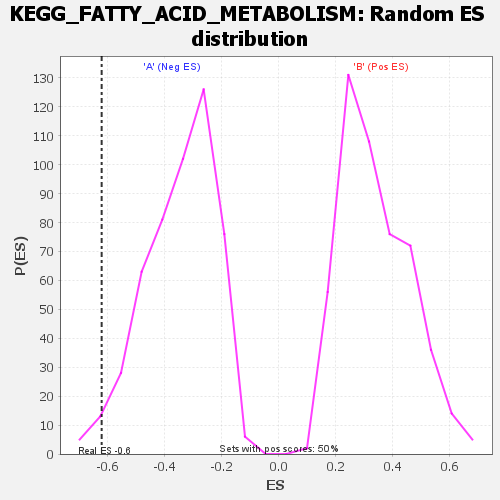 KEGG_FATTY_ACID_METABOLISM: Random ES
distribution
'A' (Neg ES)
'B' (Pos ES)
P(ES)
130
120
110
100
90
80
70
60
50
40
30
20
10
0
Real ES -0.6
Sets with pos scores: 50%
-0.6
-0.4
-0.2
0.0
0.2
0.4
0.6
ES